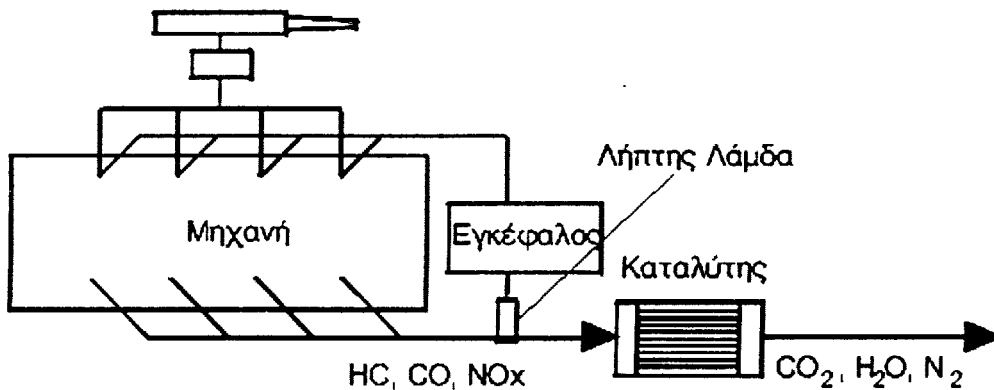 Λήπτης Λάμδα
Μηχανή
Εγκέφαλος
Καταλύτης
HC, CO, NOx
CO2, H2O, N2